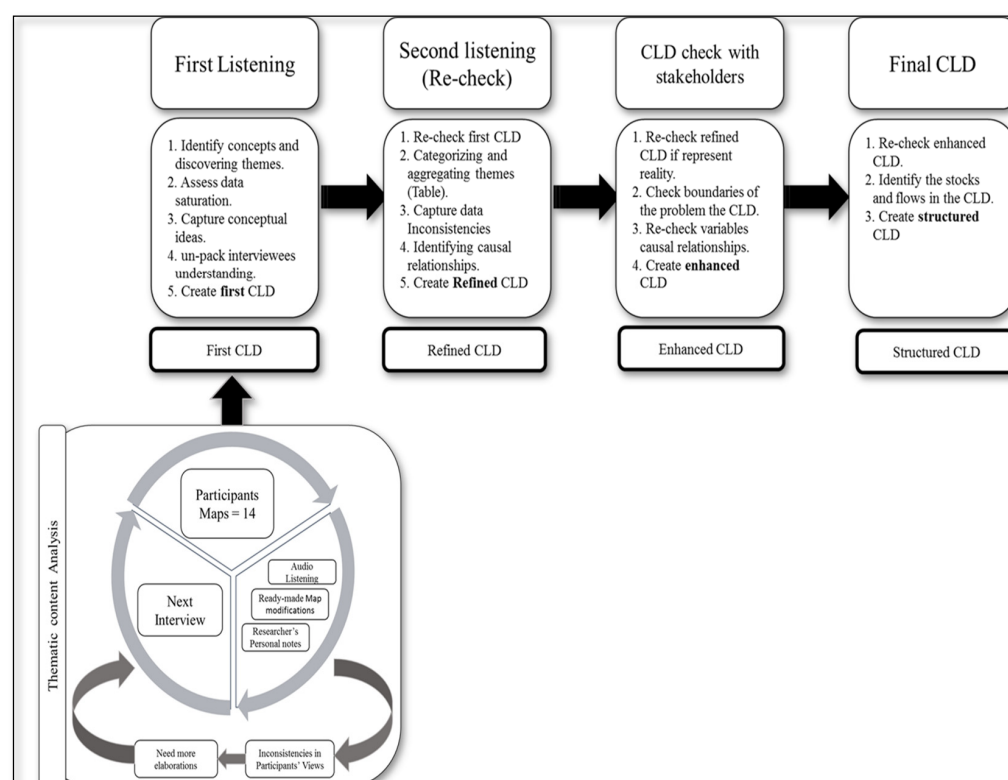 First Listening
Second listening
(Re-check)
CLD check with
stakeholders
Final CLD
1. Identify concepts and
discovering themes.
2. Assess data
saturation.
3. Capture conceptual
ideas.
4. un-pack interviewees
understanding.
5. Create first CLD
1. Re-check first CLD
2. Categorizing and
aggregating themes
(Table).
3. Capture data
Inconsistencies
4. Identifying causal
relationships.
5. Create Refined CLD
1. Re-check refined
CLD if represent
reality.
2. Check boundaries of
the problem the CLD.
3. Re-check variables
causal relationships.
4. Create enhanced
CLD
1. Re-check enhanced
CLD.
2. Identify the stocks
and flows in the CLD.
3. Create structured
CLD
First CLD
Refined CLD
Enhanced CLD
Structured CLD
Thematic content Analysis
Participants
Maps = 14
Audio
Listening
Ready-made Map
modifications
Researcher's
Personal notes
Next
Interview
Need more
elaborations
Inconsistencies in
Participants' Views